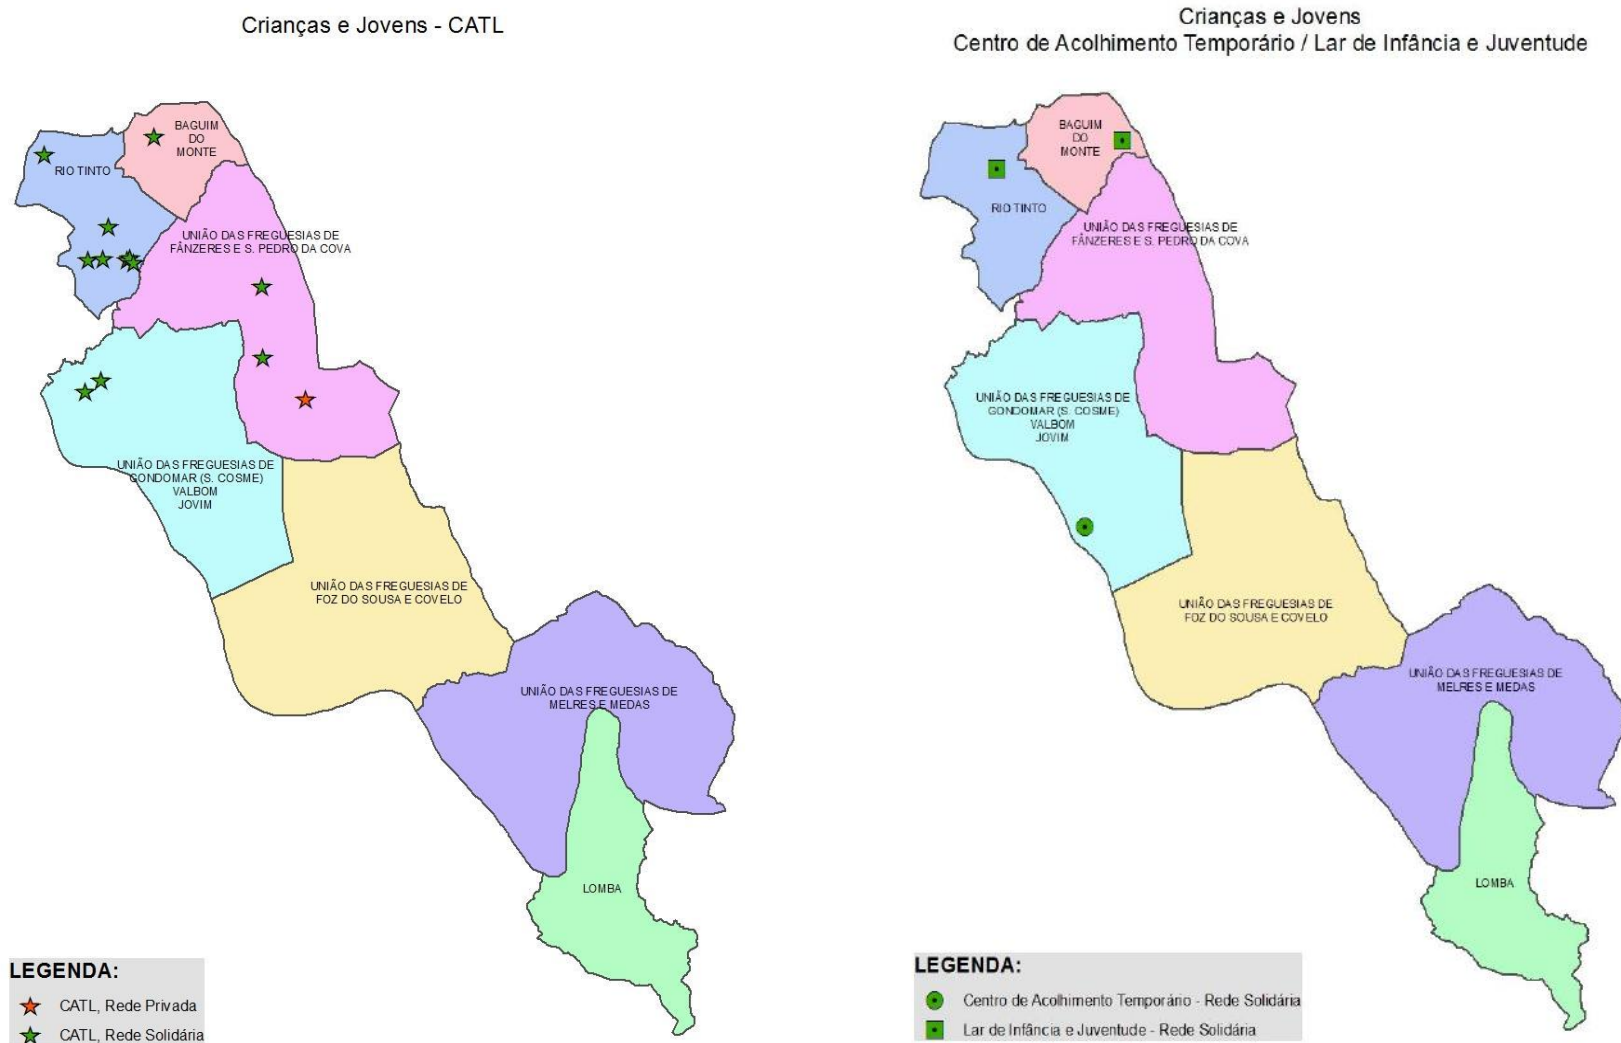 Crianças e Jovens - CATL
BAGUIM
DO
MONTE
RIO TINTO
UNIÃO DAS FREGUESIAS DE
FÂNZERES E S. PEDRO DA COVA
UNIÃO DAS FREGUESIAS DE
GONDOMAR (S. COSME)
VALBOM
JOVIM
UNIÃO DAS FREGUESIAS DE
FOZ DO SOUSA E COVELO
UNIÃO DAS FREGUESIAS DE
MELRES E MEDAS
LOMBA
LEGENDA:
CATL, Rede Privada
CATL, Rede Solidária
Crianças e Jovens
Centro de Acolhimento Temporário / Lar de Infância e Juventude
BAGUIM
DO
MONTE
RIO TINTO
UNIÃO DAS FREGUESIAS DE
FÂNZERES E S. PEDRO DA COVA
UNIÃO DAS FREGUESIAS DE
GONDOMAR (S. COSME)
VALBOM
JOVIM
UNIÃO DAS FREGUESIAS DE
FOZ DO SOUSA E COVELO
UNIÃO DAS FREGUESIAS DE
MELRES E MEDAS
LOMBA
LEGENDA:
Centro de Acolhimento Temporário - Rede Solidária
Lar de Infância e Juventude - Rede Solidária